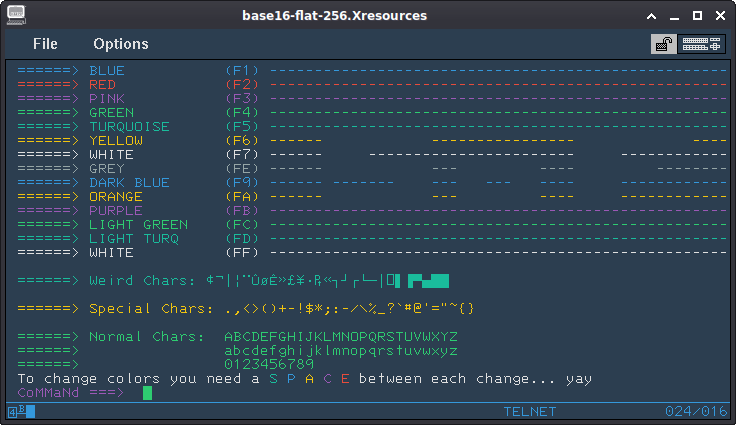 base16-flat-256.Xresources
File Options
======> BLUE (F1) ---------------------------------------------------
======> RED (F2) ---------------------------------------------------
======> PINK (F3) ---------------------------------------------------
======> GREEN (F4) ---------------------------------------------------
======> TURQUOISE (F5) ---------------------------------------------------
======> YELLOW (F6) ------ ---------------- ----
======> WHITE (F7) ------ ---------------- ------------
======> GREY (FE) ------ --- ---- -----
======> DARK BLUE (F9) ------ ------- --- --- ---- --------
======> ORANGE (FA) ------ --- ---- --------
======> PURPLE (FB) ---------------------------------------------------
======> LIGHT GREEN (FC) ---------------------------------------------------
======> LIGHT TURQ (FD) ---------------------------------------------------
======> WHITE (FF) ---------------------------------------------------
======> Weird Chars: ¢¬|¦¨ÛøÊ»£¥·₧«┐┘┌└─│
======> Special Chars: .,<>()+-!$*;:-/\%_?`#@'="~{}
======> Normal Chars: ABCDEFGHIJKLMNOPQRSTUVWXYZ
======> abcdefghijklmnopqrstuvwxyz
======> 0123456789
To change colors you need a S P A C E between each change... yay
CoMMaNd ===>
4 B TELNET 024/016